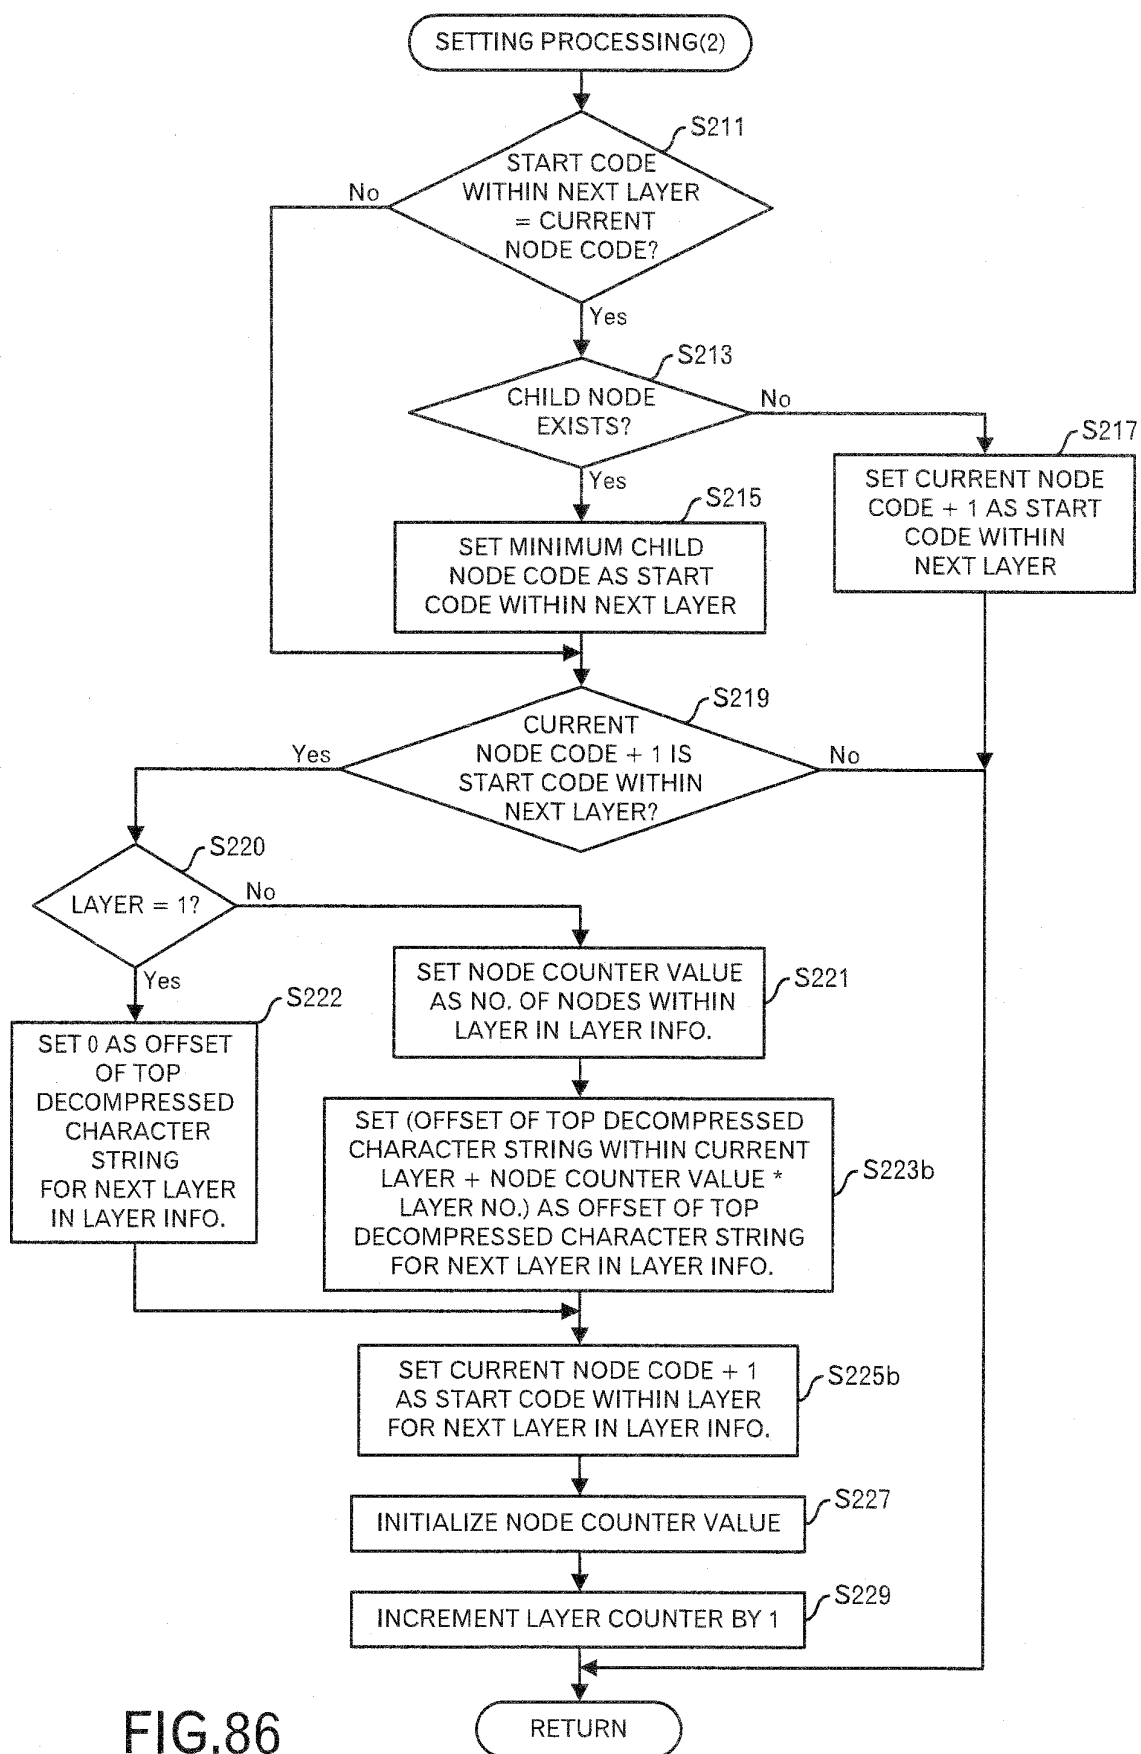 SETTING PROCESSING(2)
S211
START CODE
WITHIN NEXT LAYER
= CURRENT
NODE CODE?
No
Yes
S213
CHILD NODE
EXISTS?
No
Yes
S217
SET CURRENT NODE
CODE + 1 AS START
CODE WITHIN
NEXT LAYER
S215
SET MINIMUM CHILD
NODE CODE AS START
CODE WITHIN NEXT LAYER
S219
CURRENT
NODE CODE + 1 IS
START CODE WITHIN
NEXT LAYER?
Yes
No
S220
LAYER = 1?
No
Yes
S221
SET NODE COUNTER VALUE
AS NO. OF NODES WITHIN
LAYER IN LAYER INFO.
S222
SET 0 AS OFFSET
OF TOP
DECOMPRESSED
CHARACTER
STRING
FOR NEXT LAYER
IN LAYER INFO.
S223b
SET (OFFSET OF TOP DECOMPRESSED
CHARACTER STRING WITHIN CURRENT
LAYER + NODE COUNTER VALUE *
LAYER NO.) AS OFFSET OF TOP
DECOMPRESSED CHARACTER STRING
FOR NEXT LAYER IN LAYER INFO.
S225b
SET CURRENT NODE CODE + 1
AS START CODE WITHIN LAYER
FOR NEXT LAYER IN LAYER INFO.
S227
INITIALIZE NODE COUNTER VALUE
S229
INCREMENT LAYER COUNTER BY 1
RETURN
FIG.86